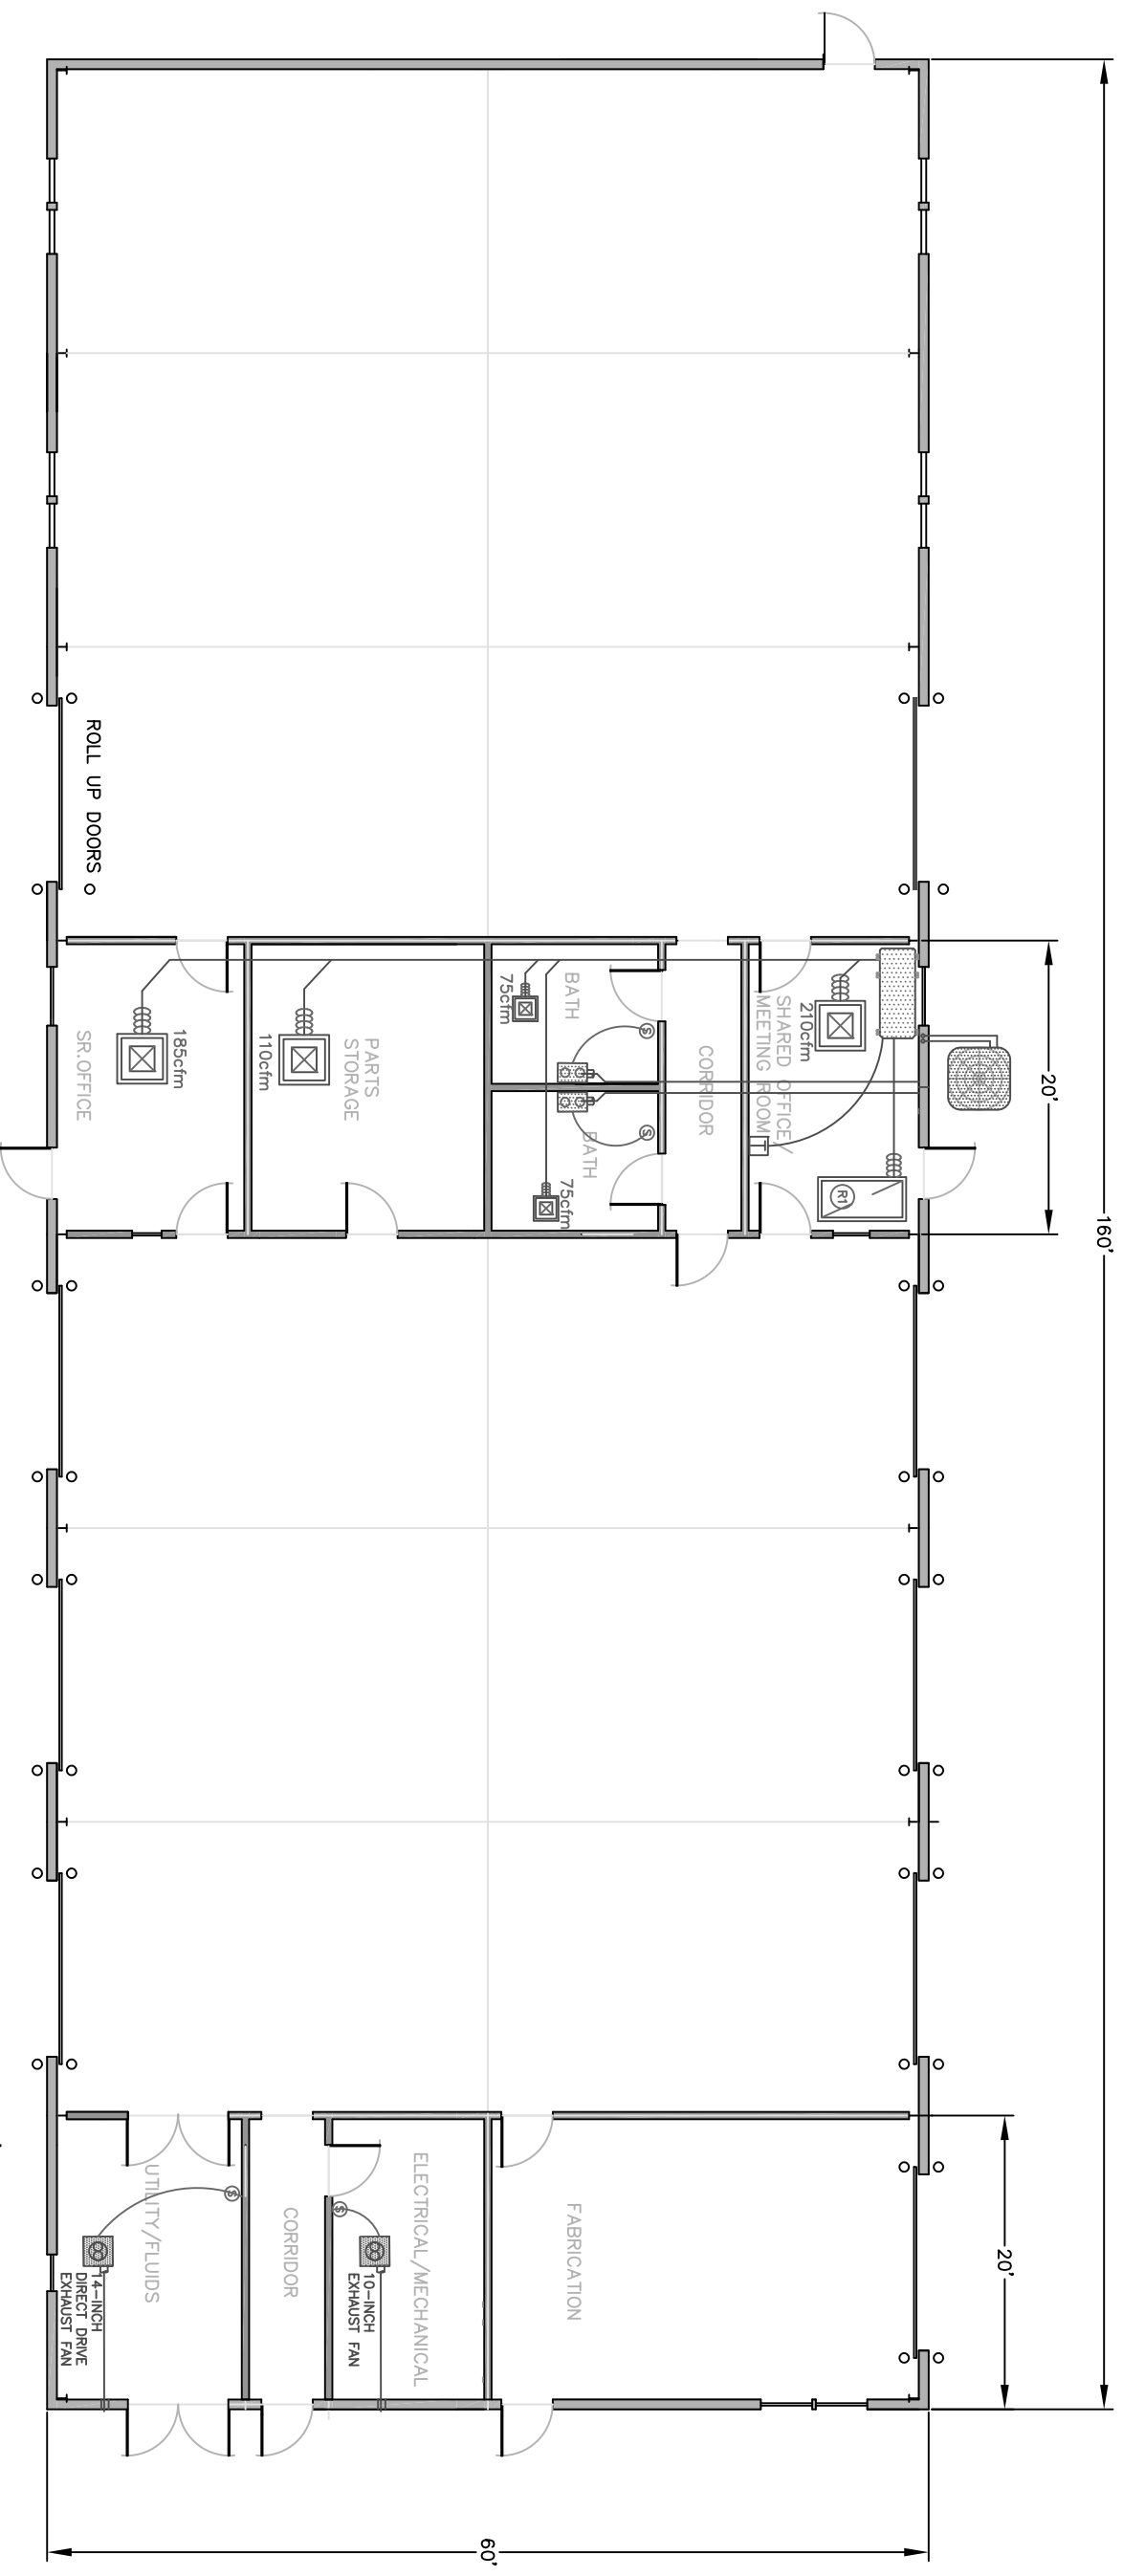 160'
20'
20'
60'
ROLL UP DOORS
SR.OFFICE
185cfm
PARTS
STORAGE
110cfm
BATH
75cfm
BATH
75cfm
CORRIDOR
SHARED OFFICE/
MEETING ROOM
210cfm
T
R1
S
S
UTILITY/FLUIDS
S
14-INCH
DIRECT DRIVE
EXHAUST FAN
CORRIDOR
ELECTRICAL/MECHANICAL
S
10-INCH
EXHAUST FAN
FABRICATION